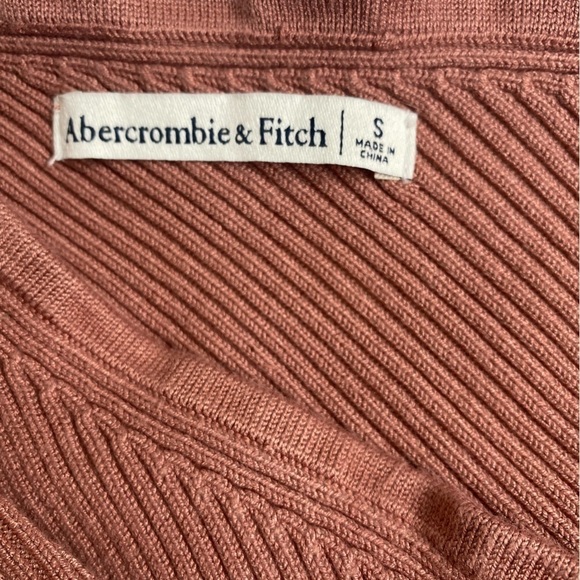 Abercrombie & Fitch | S
MADE IN
CHINA